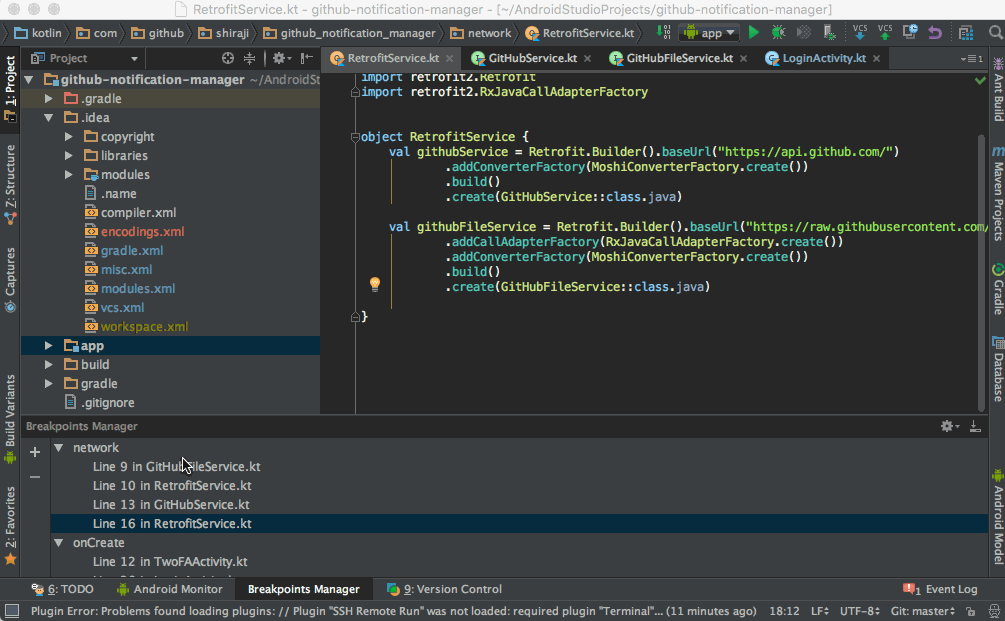 RetrofitService.kt - github-notification-manager - [~/AndroidStudioProjects/github-notification-manager]
kotlin com github shiraji github_notification_manager network RetrofitService.kt app VCS VCS
Project RetrofitService.kt GitHubService.kt GitHubFileService.kt LoginActivity.kt 1
1: Project
Z: Structure
Captures
Build Variants
2: Favorites
github-notification-manager ~/AndroidSt
.gradle
.idea
copyright
libraries
modules
.name
compiler.xml
encodings.xml
gradle.xml
misc.xml
modules.xml
vcs.xml
workspace.xml
app
build
gradle
.gitignore
import retrofit2.Retrofit
import retrofit2.RxJavaCallAdapterFactory
object RetrofitService {
val githubService = Retrofit.Builder().baseUrl("https://api.github.com/")
.addConverterFactory(MoshiConverterFactory.create())
.build()
.create(GitHubService::class.java)
val githubFileService = Retrofit.Builder().baseUrl("https://raw.githubusercontent.com/
.addCallAdapterFactory(RxJavaCallAdapterFactory.create())
.addConverterFactory(MoshiConverterFactory.create())
.build()
.create(GitHubFileService::class.java)
}
Ant Build
Maven Projects
Gradle
Database
Android Model
Breakpoints Manager
network
Line 9 in GitHubFileService.kt
Line 10 in RetrofitService.kt
Line 13 in GitHubService.kt
Line 16 in RetrofitService.kt
onCreate
Line 12 in TwoFAActivity.kt
6: TODO Android Monitor Breakpoints Manager 9: Version Control 1 Event Log
Plugin Error: Problems found loading plugins: // Plugin "SSH Remote Run" was not loaded: required plugin "Terminal"... (11 minutes ago) 18:12 LF UTF-8 Git: master